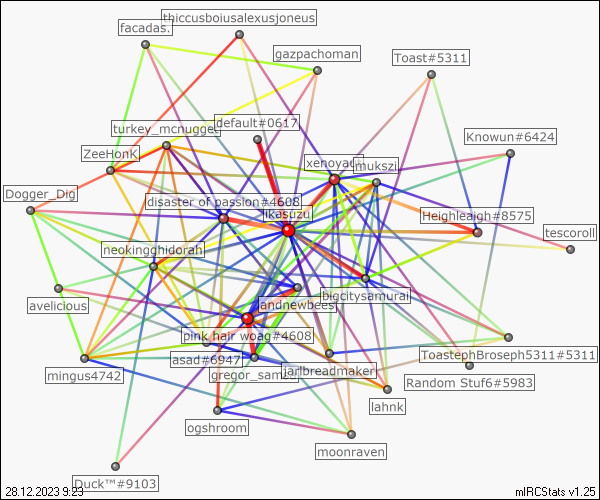 thiccusboiusalexusjoneus
facadas.
gazpachoman
Toast#5311
default#0617
turkey_mcnugget
Knowun#6424
ZeeHonk
xenoyatti
mukszi
Dogger_Dig
disaster of passion#4608
ikasuzu
Heighleaigh#8575
tescoroll
neokingghidorah
avelicious
bigcitysamurai
andnewbees
pink hair woag#4608
ToastephBroseph5311#5311
asad#6947
mingus4742
gregor_samsa
jarlbreadmaker
Random Stuf6#5983
lahnk
ogshroom
moonraven
Duck™#9103
28.12.2023 9:23
mIRCStats v1.25